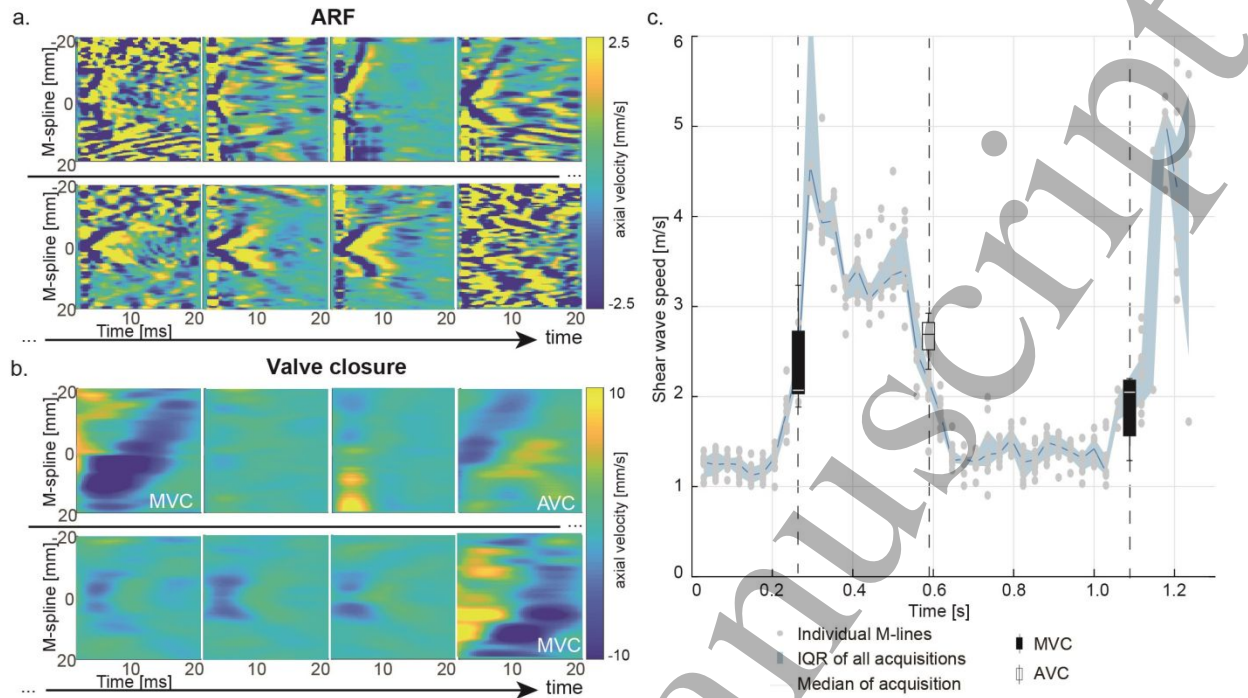 a.
ARF
20
M-spline [mm]
0
20
2.5
axial velocity [mm/s]
-2.5
...
20
M-spline [mm]
0
20
Time [ms]
10
20
10
20
10
20
10
20
...
time
b.
Valve closure
20
M-spline [mm]
0
20
MVC
AVC
10
axial velocity [mm/s]
-10
...
20
M-spline [mm]
0
20
MVC
Time [ms]
10
20
10
20
10
20
10
20
...
time
c.
6
5
4
3
2
1
0
Shear wave speed [m/s]
0
0.2
0.4
0.6
0.8
1.0
1.2
Time [s]
Individual M-lines
IQR of all acquisitions
Median of acquisition
MVC
AVC
nuscript